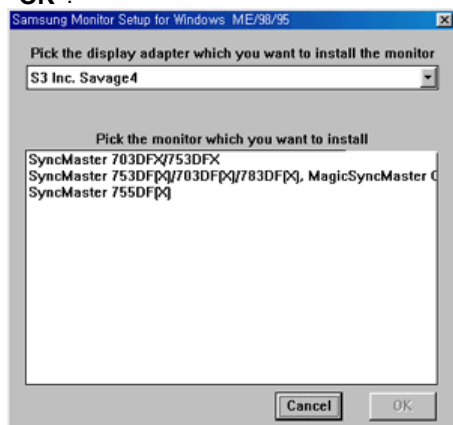 "OK".
Samsung Monitor Setup for Windows ME/98/95
Pick the display adapter which you want to install the monitor
S3 Inc. Savage4
Pick the monitor which you want to install
SyncMaster 703DFX/753DFX
SyncMaster 753DF[X]/703DF[X]/783DF[X], MagicSyncMaster
SyncMaster 755DF[X]
Cancel
OK